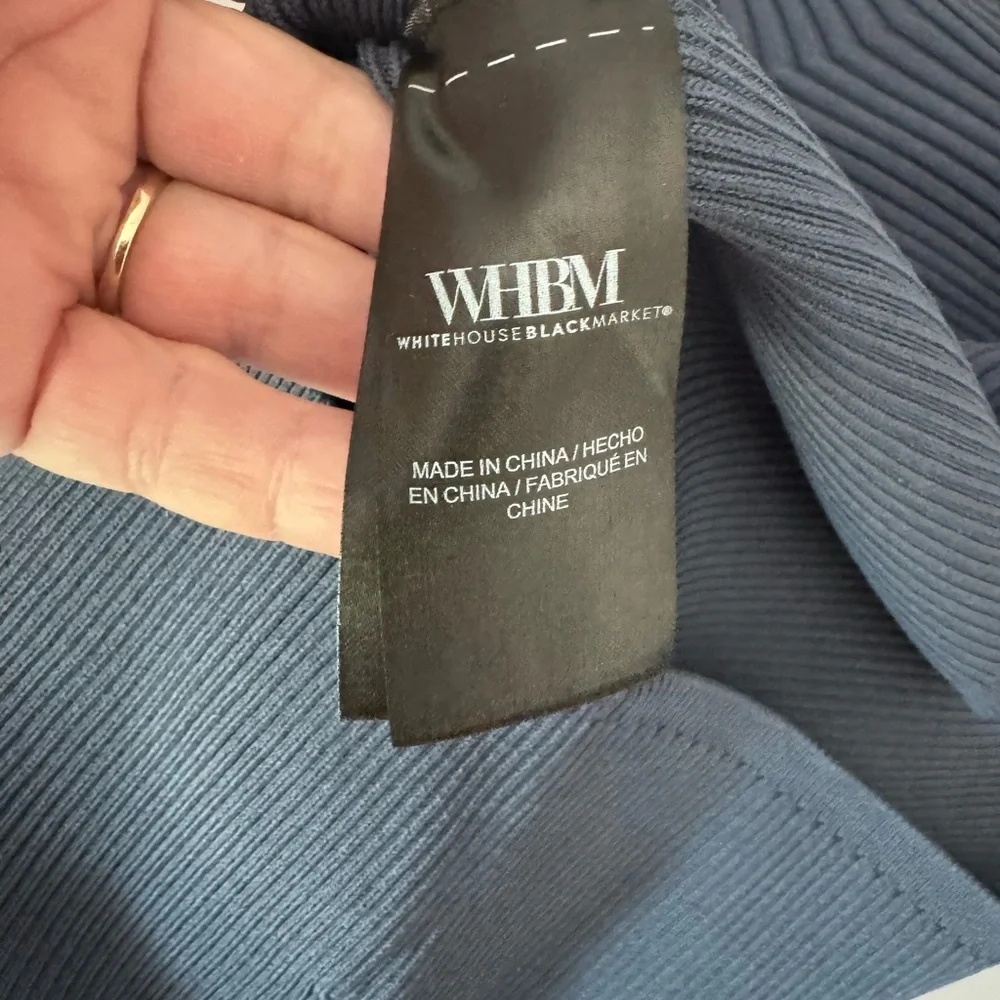 WHBM
WHITEHOUSEBLACKMARKET®
MADE IN CHINA / HECHO
EN CHINA / FABRIQUÉ EN
CHINE